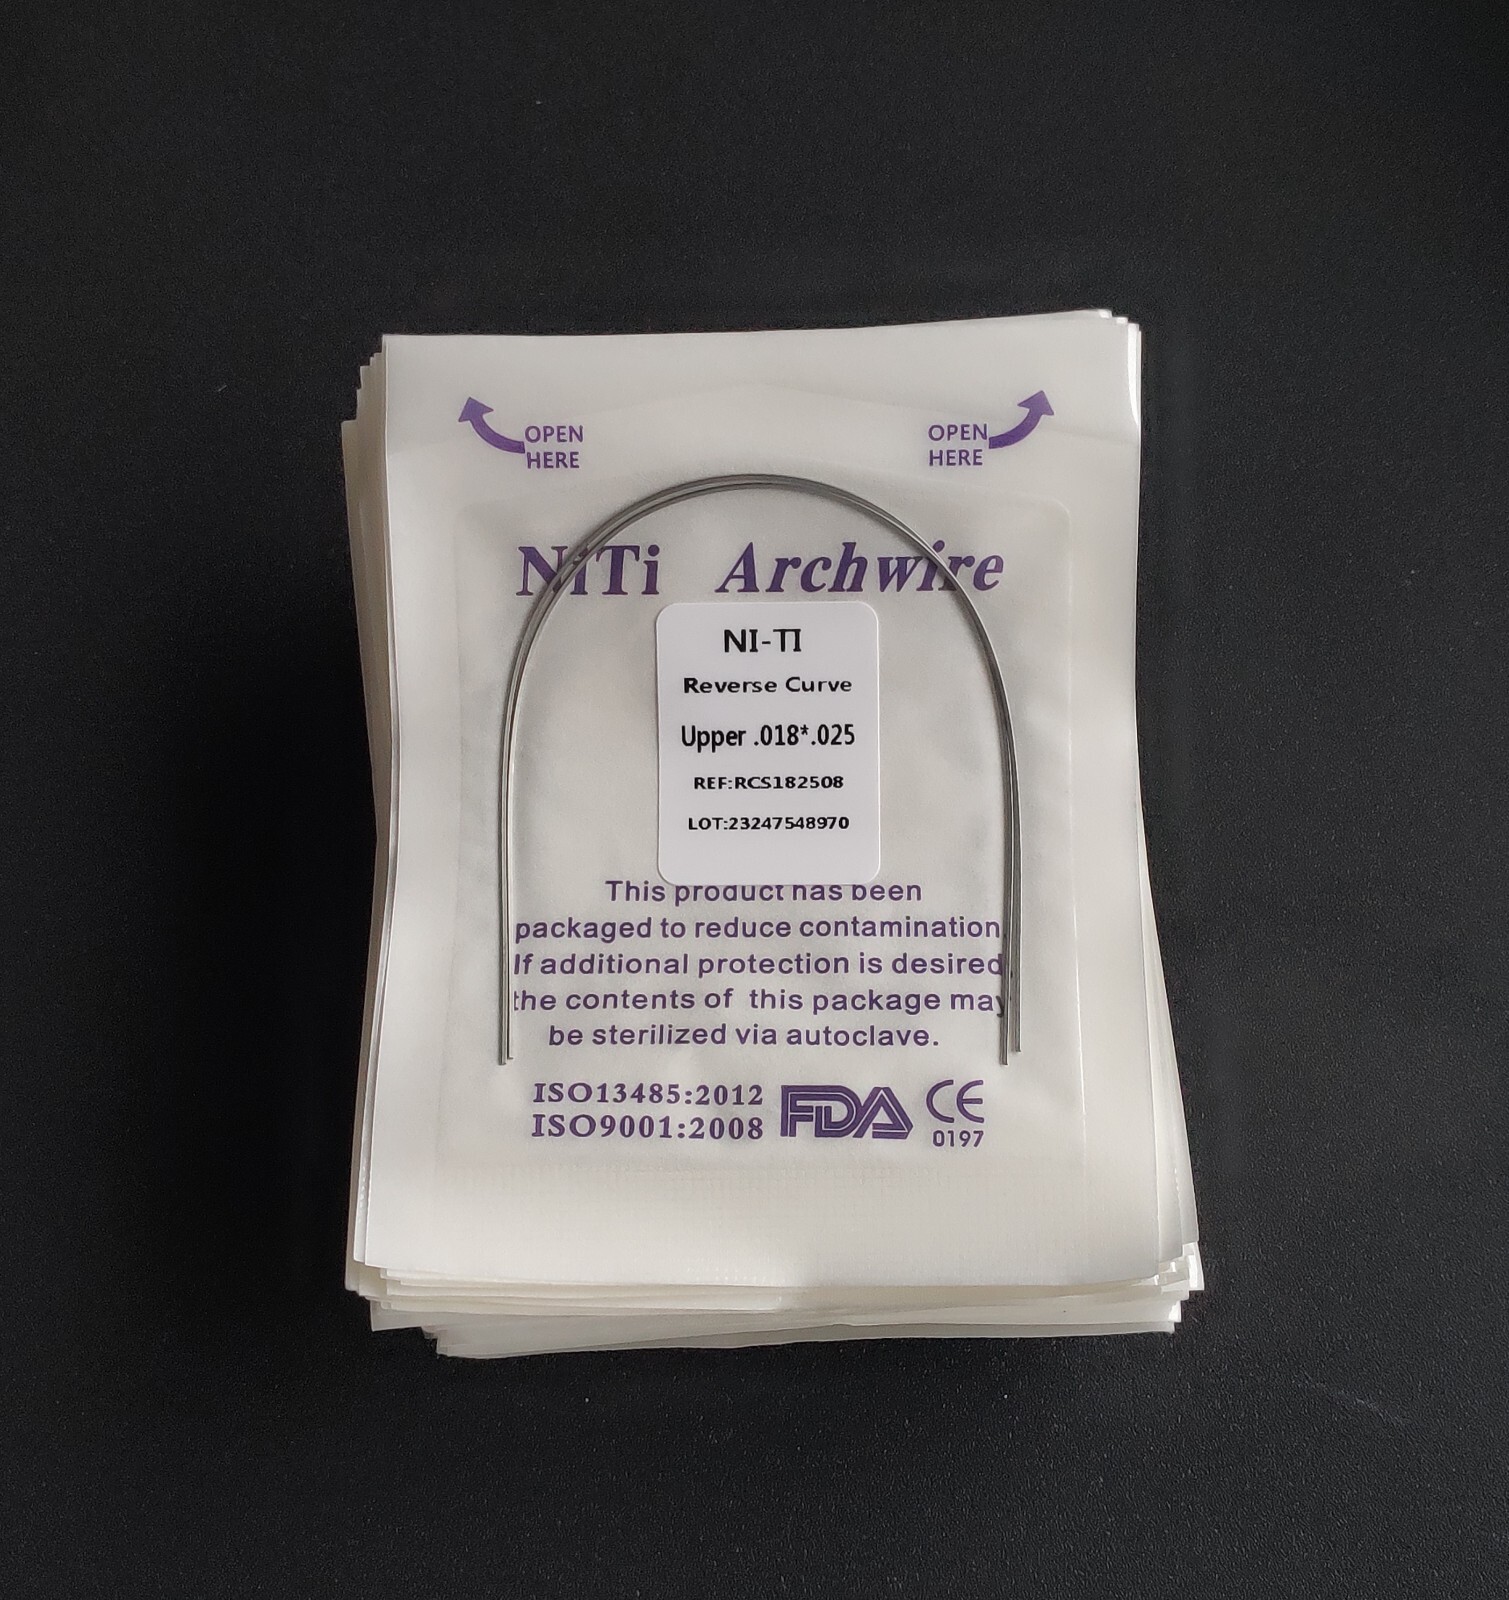 OPEN
HERE
OPEN
HERE
NiTi Archwire
NI-TI
Reverse Curve
Upper .018*.025
REF:RCS182508
LOT:23247548970
This product has been
packaged to reduce contamination.
If additional protection is desired
the contents of this package may
be sterilized via autoclave.
ISO13485:2012
ISO9001:2008
FDA
CE
0197